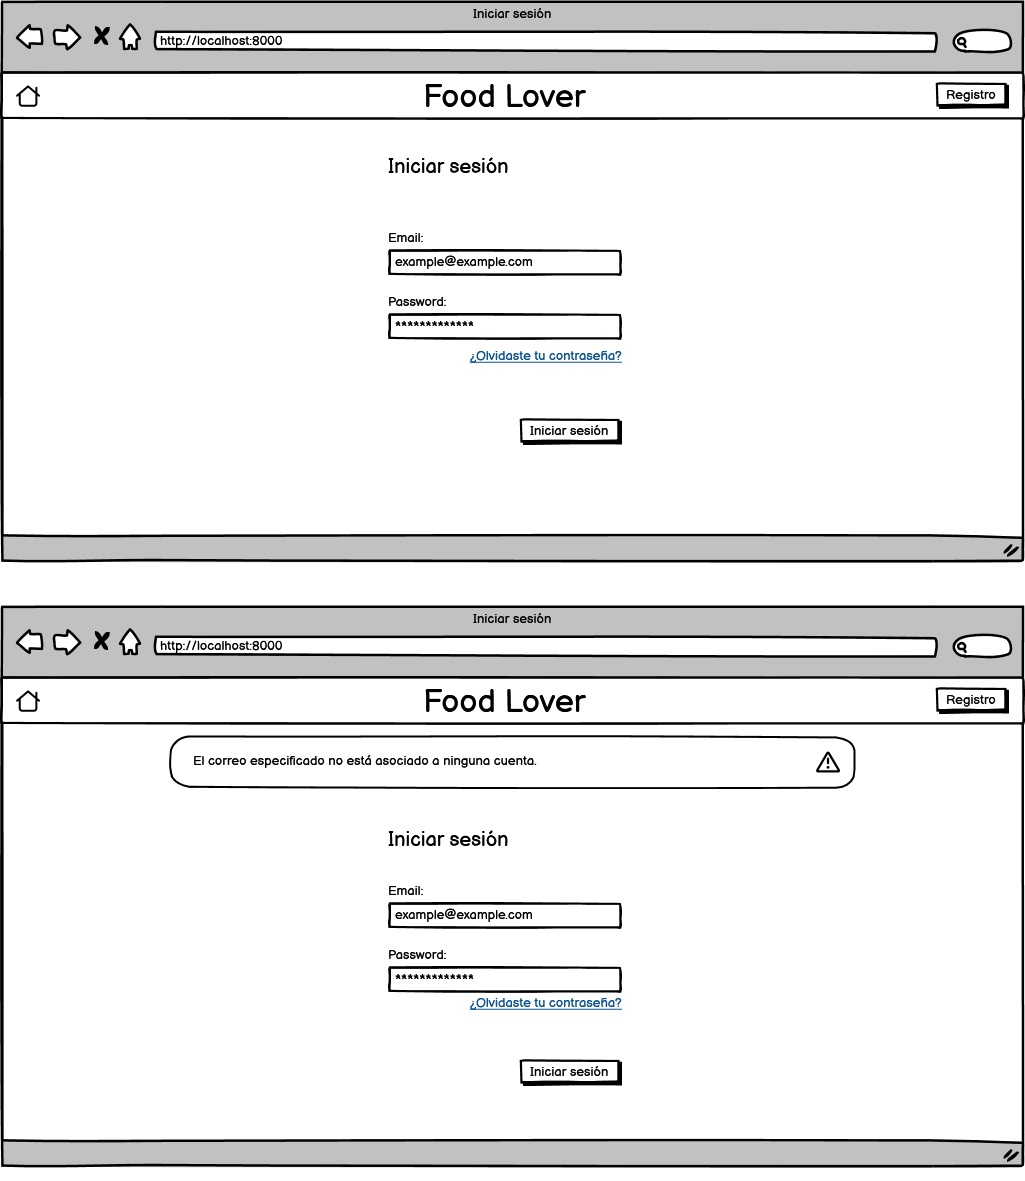 Iniciar sesión
http://localhost:8000
Food Lover
Registro
Iniciar sesión
Email:
example@example.com
Password:
*************
¿Olvidaste tu contraseña?
Iniciar sesión
Iniciar sesión
http://localhost:8000
Food Lover
Registro
El correo especificado no está asociado a ninguna cuenta.
Iniciar sesión
Email:
example@example.com
Password:
*************
¿Olvidaste tu contraseña?
Iniciar sesión